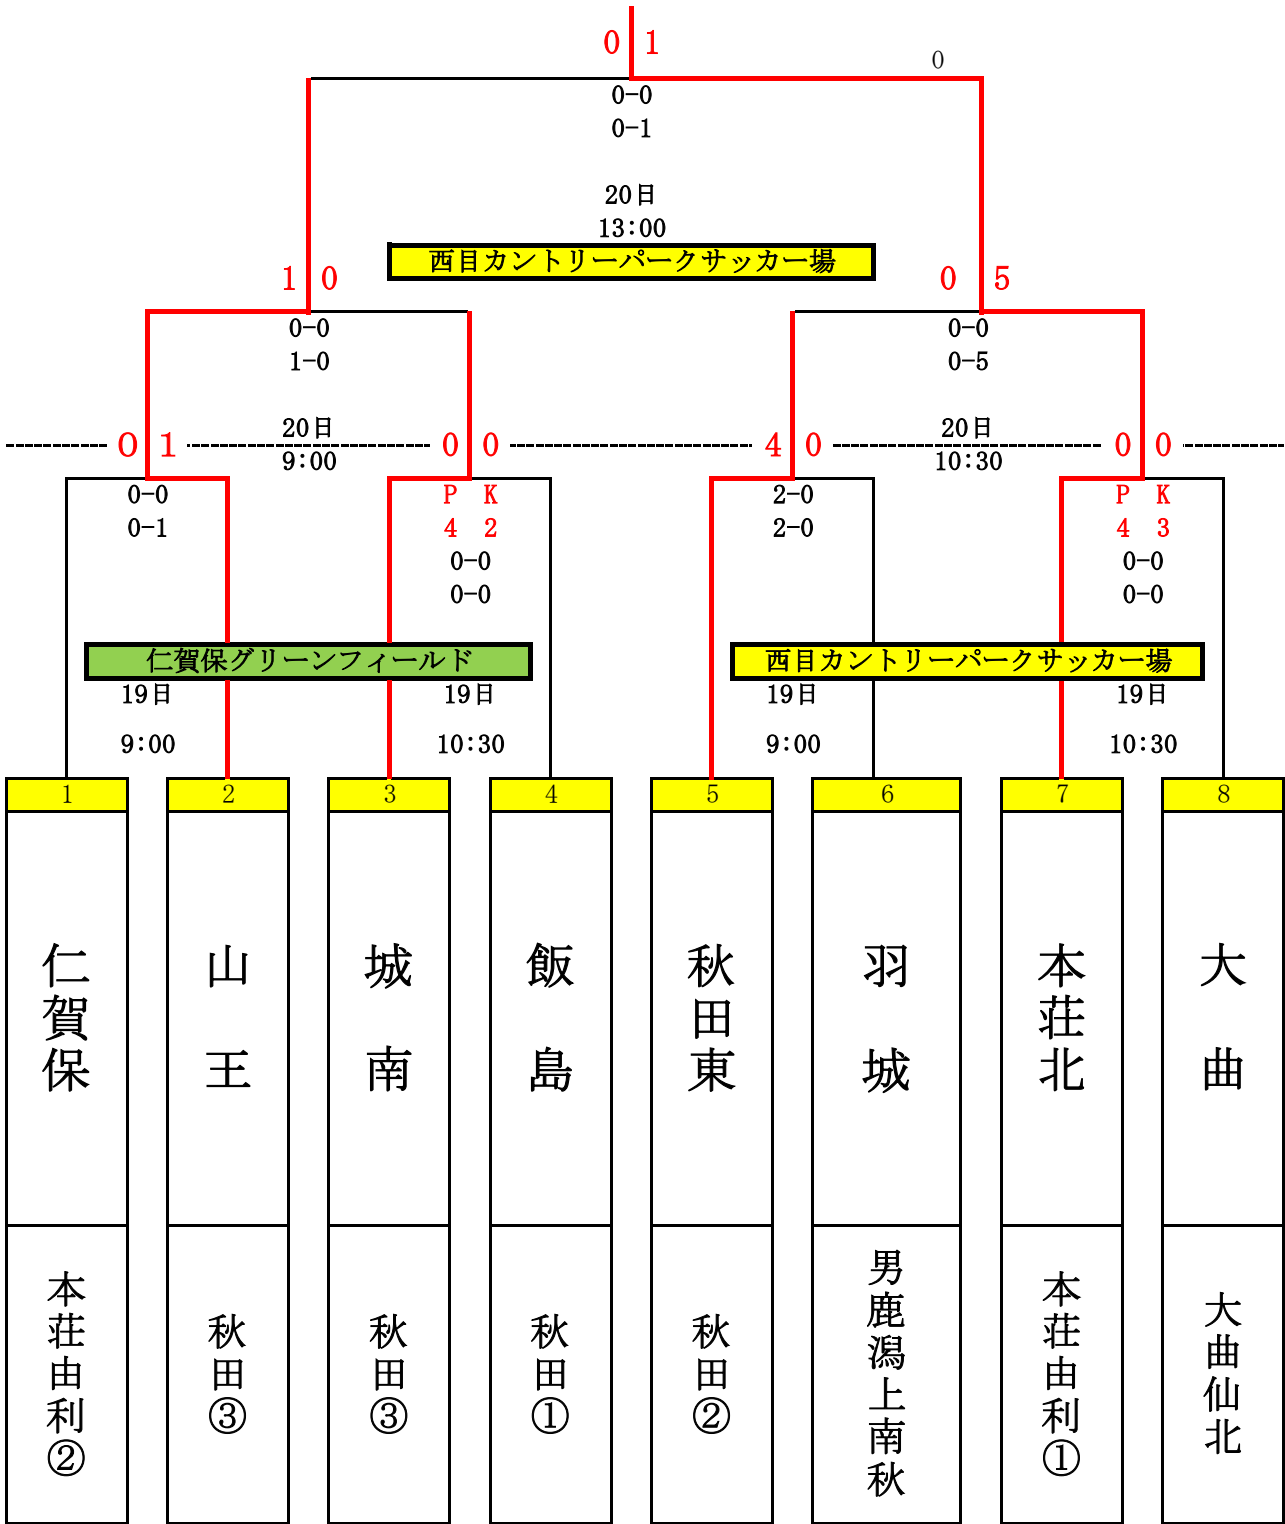 0 1
0
0-0
0-1
20日
13:00
西目カントリーパークサッカー場
1 0
0 5
0-0
1-0
0-0
0-5
20日
9:00
20日
10:30
0 1
0 0
4 0
0 0
0-0
0-1
P K
4 2
0-0
0-0
2-0
2-0
P K
4 3
0-0
0-0
仁賀保グリーンフィールド
西目カントリーパークサッカー場
19日
9:00
19日
10:30
19日
9:00
19日
10:30
1
2
3
4
5
6
7
8
仁賀保
山王
城南
飯島
秋田東
羽城
本荘北
大曲
本荘由利②
秋田③
秋田③
秋田①
秋田②
男鹿潟上南秋
本荘由利①
大曲仙北